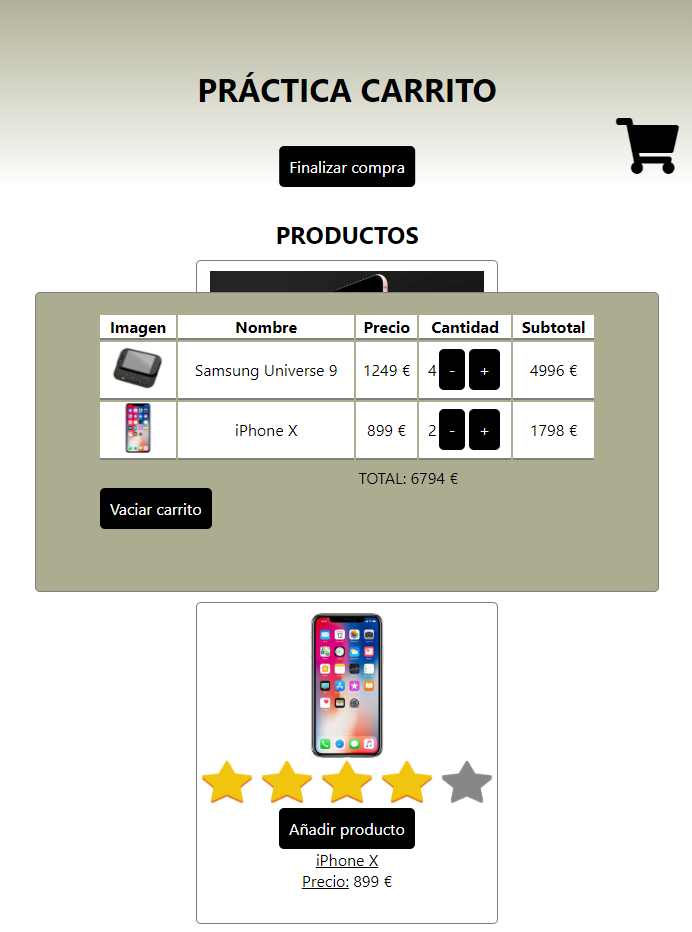 PRÁCTICA CARRITO
Finalizar compra
PRODUCTOS
Imagen Nombre Precio Cantidad Subtotal
Samsung Universe 9 1249 € 4 - + 4996 €
iPhone X 899 € 2 - + 1798 €
TOTAL: 6794 €
Vaciar carrito
Añadir producto
iPhone X
Precio: 899 €